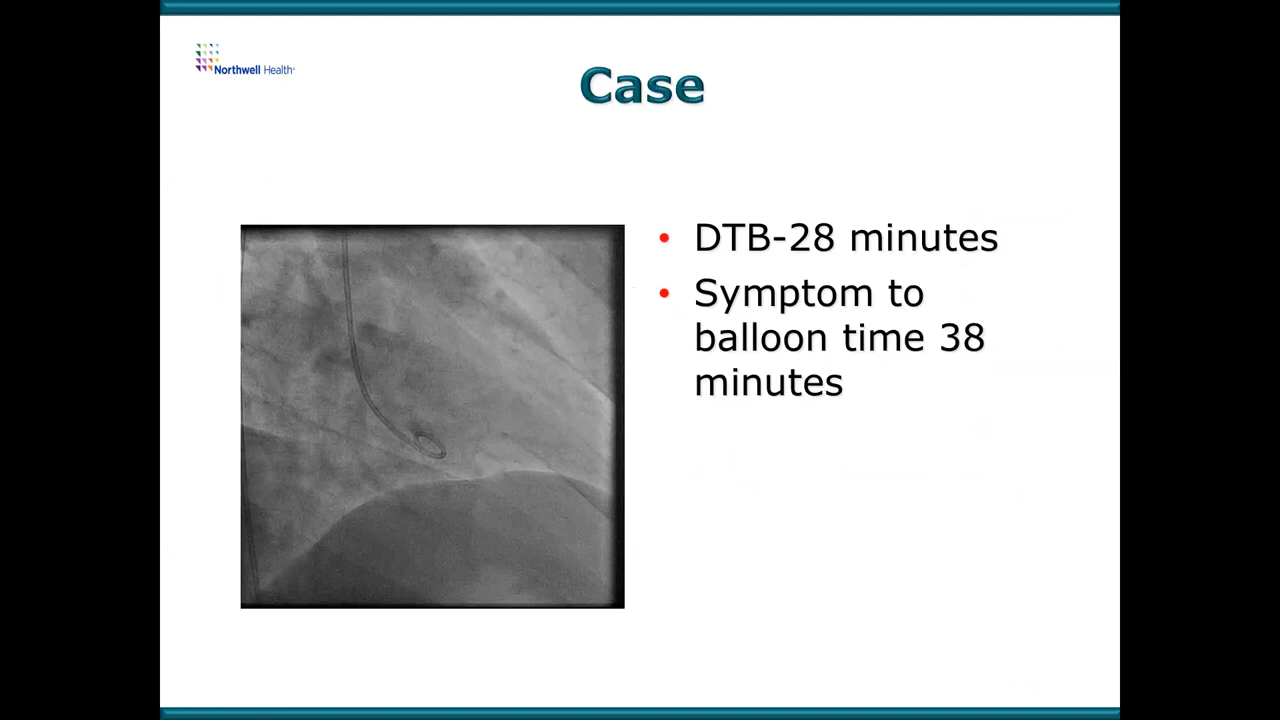 Northwell Health
Case
• DTB-28 minutes
• Symptom to
balloon time 38
minutes